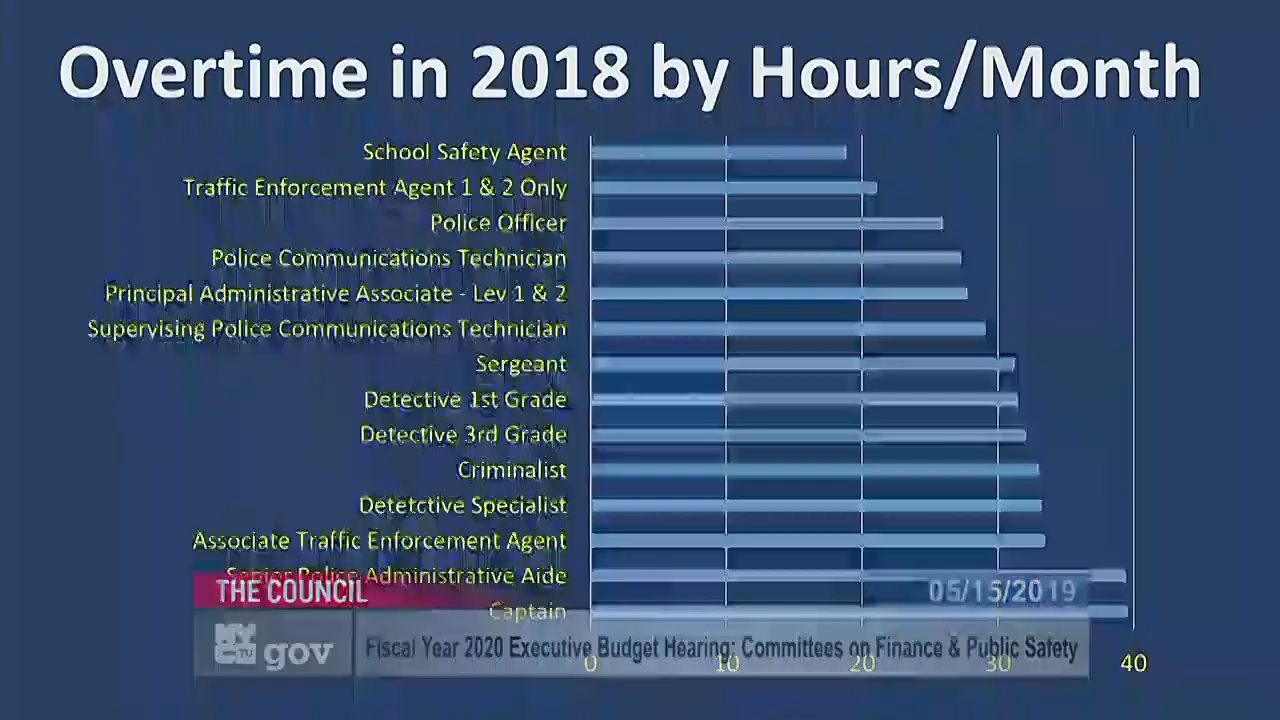 Overtime in 2018 by Hours/Month
School Safety Agent
Traffic Enforcement Agent 1 & 2 Only
Police Officer
Police Communications Technician
Principal Administrative Associate - Lev 1 & 2
Supervising Police Communications Technician
Sergeant
Detective 1st Grade
Detective 3rd Grade
Criminalist
Detetctive Specialist
Associate Traffic Enforcement Agent
Senior Police Administrative Aide
THE COUNCIL
05/15/2019
Captain
NYC TV gov
Fiscal Year 2020 Executive Budget Hearing: Committees on Finance & Public Safety
0 10 20 30 40